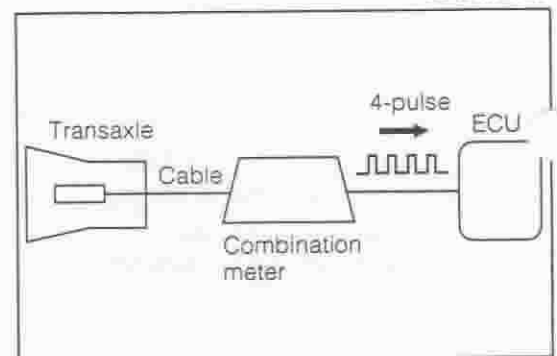 4-pulse
ECU
Transaxle
Cable
Combination
meter